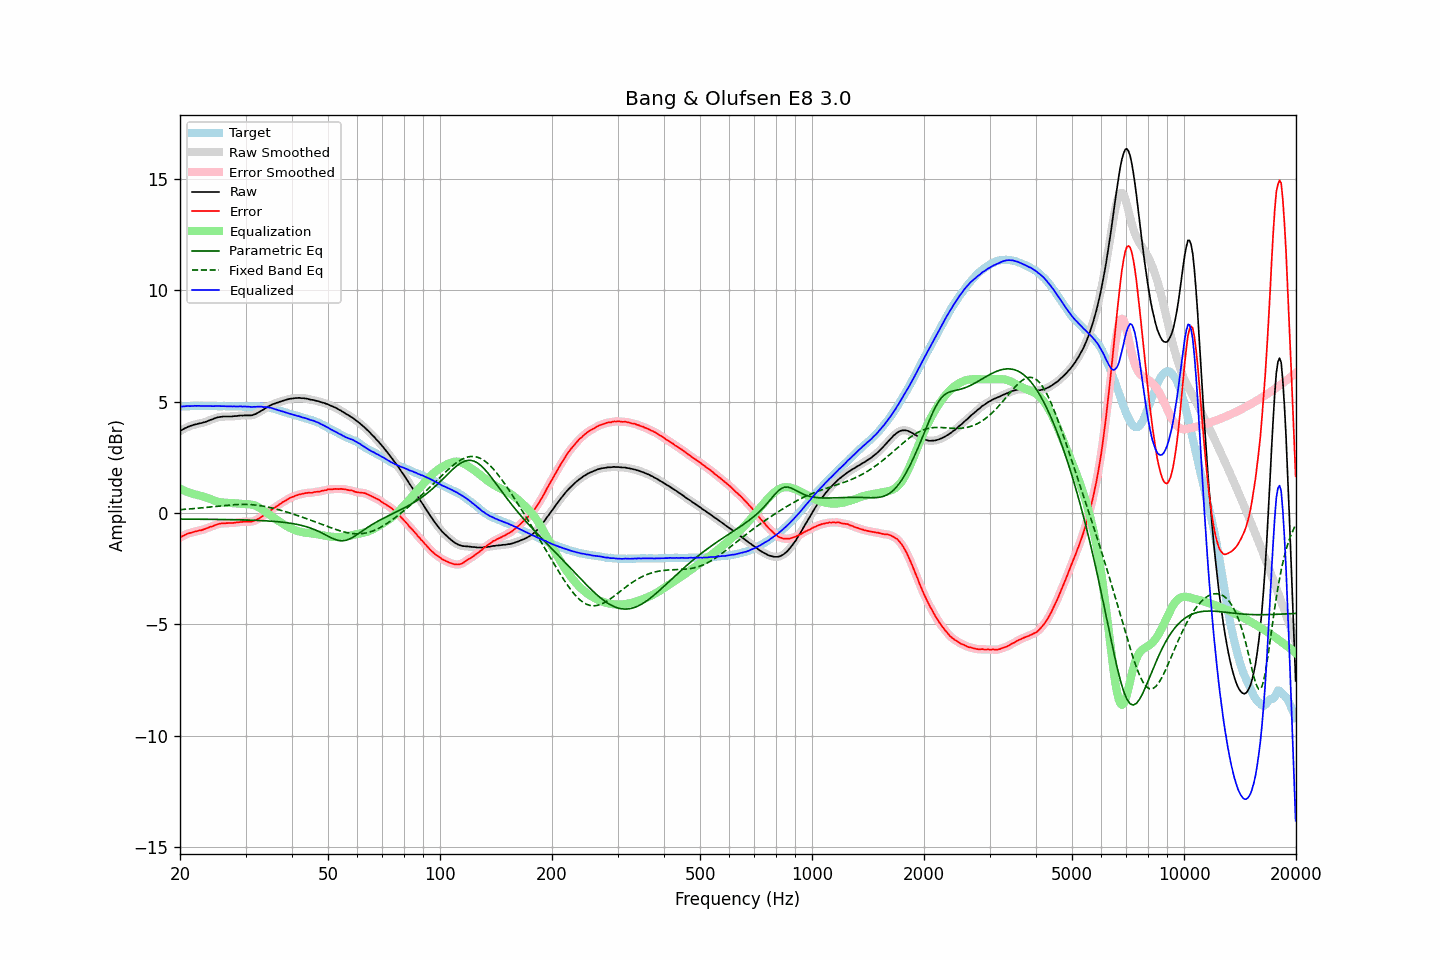 Bang & Olufsen E8 3.0
Target
Raw Smoothed
Error Smoothed
Raw
Error
Equalization
Parametric Eq
Fixed Band Eq
Equalized
15
10
5
0
−5
−10
−15
Amplitude (dBr)
20 50 100 200 500 1000 2000 5000 10000 20000
Frequency (Hz)